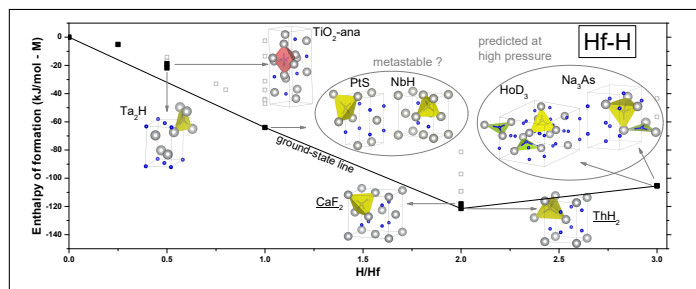 Hf-H
TiO2-ana
metastable ?
PtS
NbH
predicted at
high pressure
HoD3
Na3As
Ta2H
ground-state line
CaF2
ThH2
Enthalpy of formation (kJ/mol - M)
0
-20
-40
-60
-80
-100
-120
-140
0.0
0.5
1.0
1.5
2.0
2.5
3.0
H/Hf